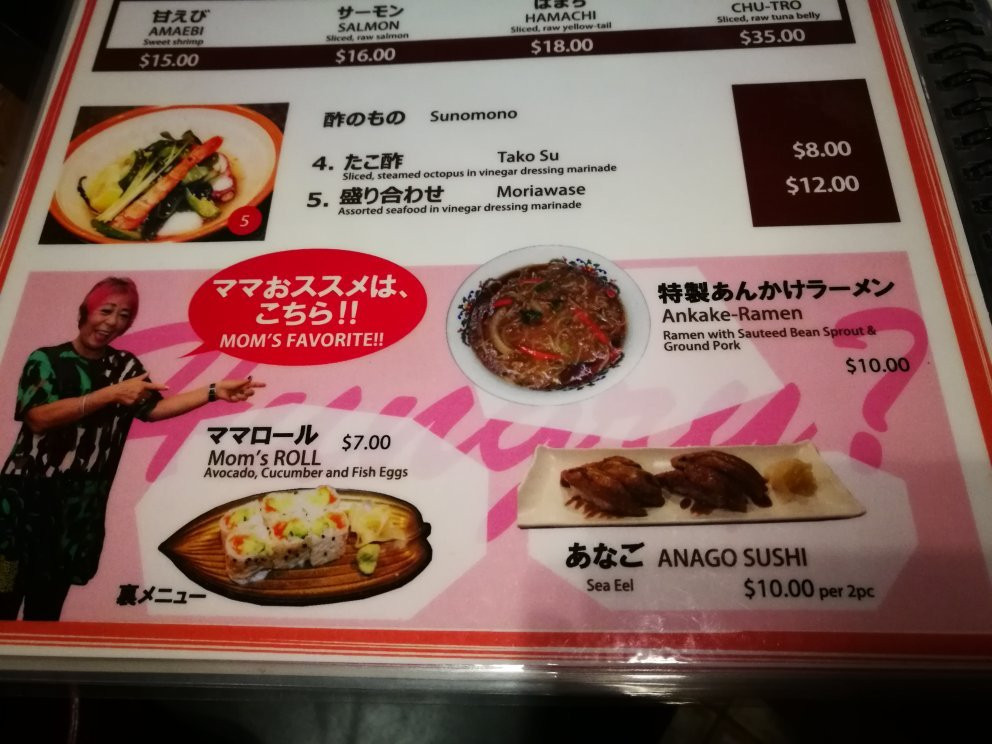 甘えび
AMAEBI
Sweet shrimp
$15.00
サーモン
SALMON
Sliced, raw salmon
$16.00
はまち
HAMACHI
Sliced, raw yellow-tail
$18.00
CHU-TRO
Sliced, raw tuna belly
$35.00
酢のもの Sunomono
4. たこ酢 Tako Su
Sliced, steamed octopus in vinegar dressing marinade
$8.00
5. 盛り合わせ Moriawase
Assorted seafood in vinegar dressing marinade
$12.00
5
ママおススメは、
こちら!!
MOM'S FAVORITE!!
Hungry?
特製あんかけラーメン
Ankake-Ramen
Ramen with Sauteed Bean Sprout &
Ground Pork
$10.00
ママロール $7.00
Mom's ROLL
Avocado, Cucumber and Fish Eggs
裏メニュー
あなご ANAGO SUSHI
Sea Eel $10.00 per 2pc